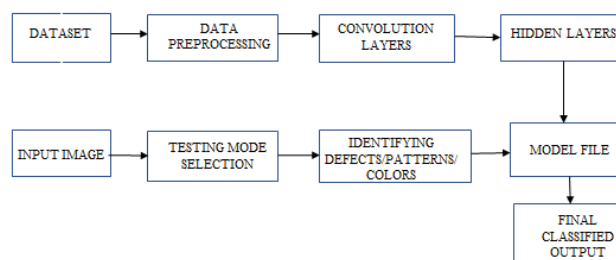 DATASET
DATA
PREPROCESSING
CONVOLUTION
LAYERS
HIDDEN LAYERS
INPUT IMAGE
TESTING MODE
SELECTION
IDENTIFYING
DEFECTS/PATTERNS/
COLORS
MODEL FILE
FINAL
CLASSIFIED
OUTPUT